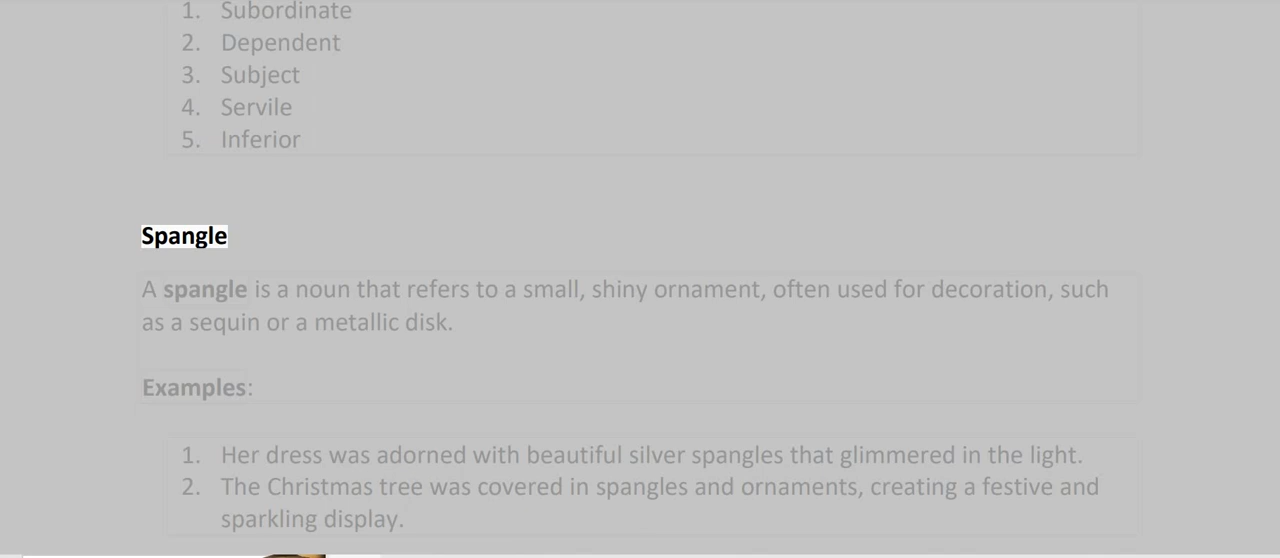 1. Subordinate
2. Dependent
3. Subject
4. Servile
5. Inferior
Spangle
A spangle is a noun that refers to a small, shiny ornament, often used for decoration, such
as a sequin or a metallic disk.
Examples:
1. Her dress was adorned with beautiful silver spangles that glimmered in the light.
2. The Christmas tree was covered in spangles and ornaments, creating a festive and
sparkling display.